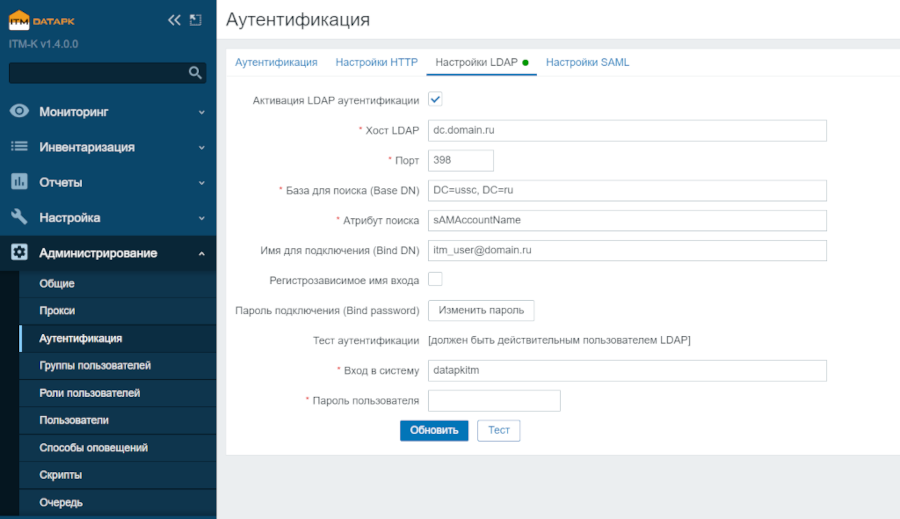 ITM DATAPK
ITM-K v1.4.0.0
Мониторинг
Инвентаризация
Отчеты
Настройка
Администрирование
Общие
Прокси
Аутентификация
Группы пользователей
Роли пользователей
Пользователи
Способы оповещений
Скрипты
Очередь
Аутентификация
Аутентификация Настройки HTTP Настройки LDAP Настройки SAML
Активация LDAP аутентификации
* Хост LDAP dc.domain.ru
* Порт 398
* База для поиска (Base DN) DC=ussc, DC=ru
* Атрибут поиска sAMAccountName
Имя для подключения (Bind DN) itm_user@domain.ru
Регистрозависимое имя входа
Пароль подключения (Bind password) Изменить пароль
Тест аутентификации [должен быть действительным пользователем LDAP]
* Вход в систему datapkitm
* Пароль пользователя
Обновить Тест